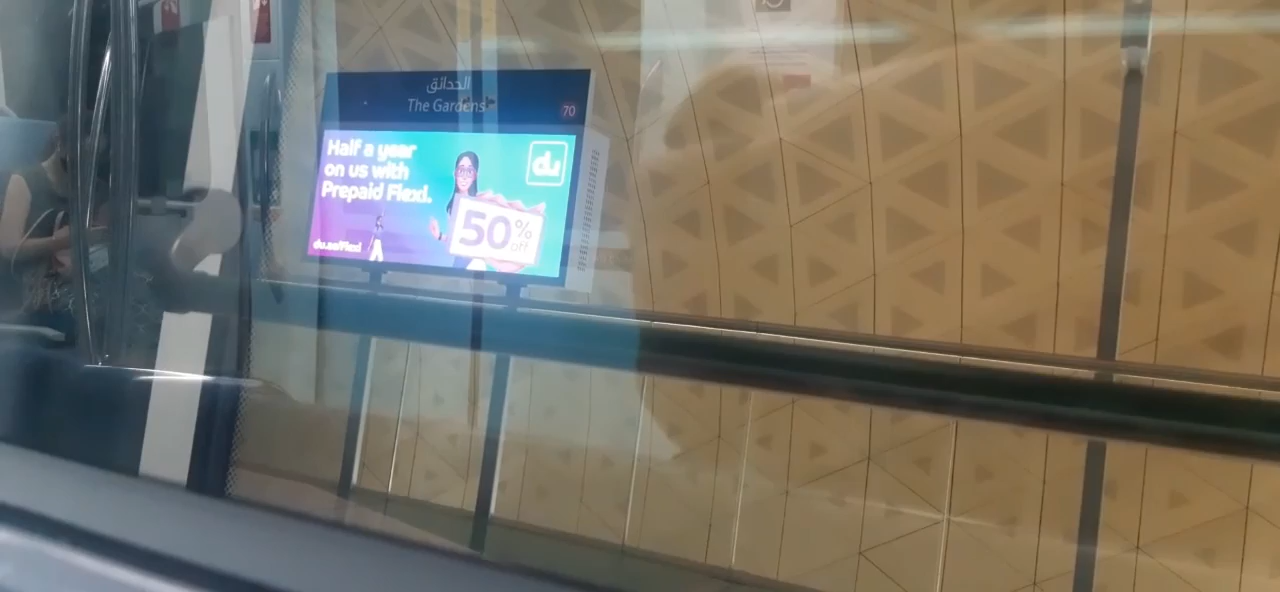 الحدائق
The Gardens
70
Half a year
on us with
Prepaid Flexi.
du
50%
off
du.ae/Flexi